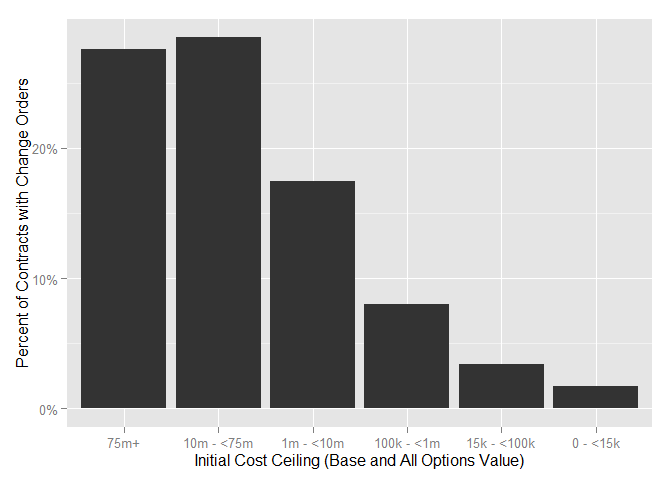 Percent of Contracts with Change Orders
20%
10%
0%
75m+
10m - <75m
1m - <10m
100k - <1m
15k - <100k
0 - <15k
Initial Cost Ceiling (Base and All Options Value)